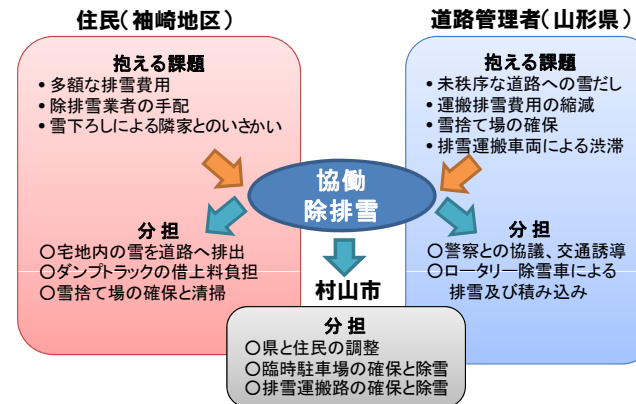 住民(袖崎地区)
抱える課題
• 多額な排雪費用
• 除排雪業者の手配
• 雪下ろしによる隣家とのいさかい
道路管理者(山形県)
抱える課題
• 未秩序な道路への雪だし
• 運搬排雪費用の縮減
• 雪捨て場の確保
• 排雪運搬車両による渋滞
協働
除排雪
分 担
〇宅地内の雪を道路へ排出
〇ダンプトラックの借上料負担
〇雪捨て場の確保と清掃
分 担
〇警察との協議、交通誘導
〇ロータリー除雪車による
排雪及び積み込み
村山市
分 担
〇県と住民の調整
〇臨時駐車場の確保と除雪
〇排雪運搬路の確保と除雪